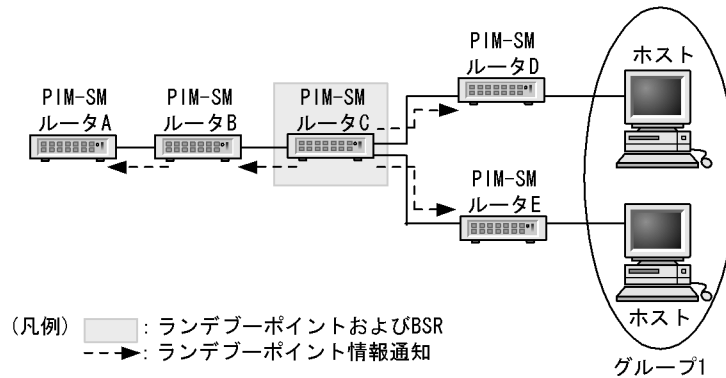 PIM-SM
ルータD
ホスト
PIM-SM
ルータA
PIM-SM
ルータB
PIM-SM
ルータC
PIM-SM
ルータE
ホスト
グループ1
(凡例)
：ランデブーポイントおよびBSR
：ランデブーポイント情報通知